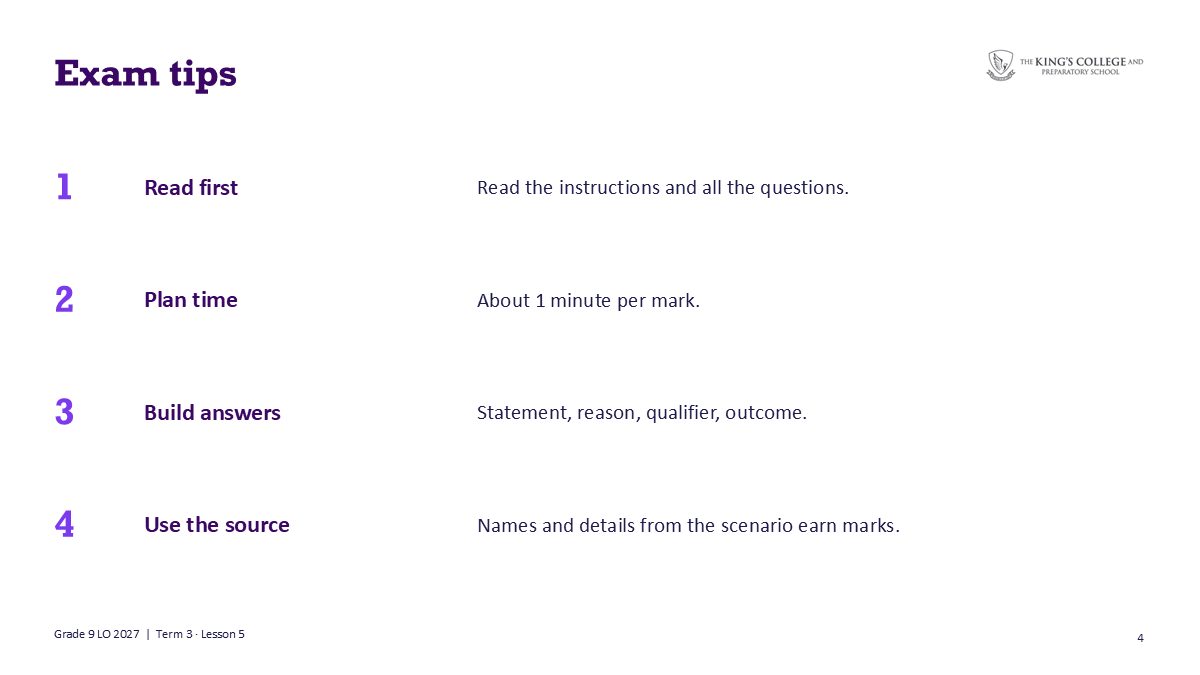 Exam tips
THE KING'S COLLEGE AND
PREPARATORY SCHOOL
1 Read first Read the instructions and all the questions.
2 Plan time About 1 minute per mark.
3 Build answers Statement, reason, qualifier, outcome.
4 Use the source Names and details from the scenario earn marks.
Grade 9 LO 2027 | Term 3 · Lesson 5
4